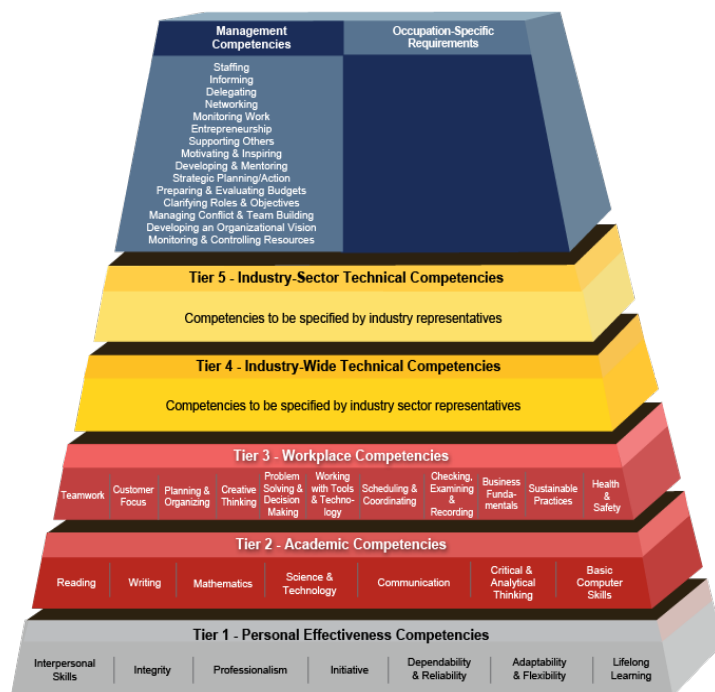 Management
Competencies
Occupation-Specific
Requirements
Staffing
Informing
Delegating
Networking
Monitoring Work
Entrepreneurship
Supporting Others
Motivating & Inspiring
Developing & Mentoring
Strategic Planning/Action
Preparing & Evaluating Budgets
Clarifying Roles & Objectives
Managing Conflict & Team Building
Developing an Organizational Vision
Monitoring & Controlling Resources
Tier 5 - Industry-Sector Technical Competencies
Competencies to be specified by industry representatives
Tier 4 - Industry-Wide Technical Competencies
Competencies to be specified by industry sector representatives
Tier 3 - Workplace Competencies
Teamwork
Customer
Focus
Planning &
Organizing
Creative
Thinking
Problem
Solving &
Decision
Making
Working
with Tools
& Techno-
logy
Scheduling &
Coordinating
Checking,
Examining
&
Recording
Business
Funda-
mentals
Sustainable
Practices
Health
&
Safety
Tier 2 - Academic Competencies
Reading
Writing
Mathematics
Science &
Technology
Communication
Critical &
Analytical
Thinking
Basic
Computer
Skills
Tier 1 - Personal Effectiveness Competencies
Interpersonal
Skills
Integrity
Professionalism
Initiative
Dependability
& Reliability
Adaptability
& Flexibility
Lifelong
Learning